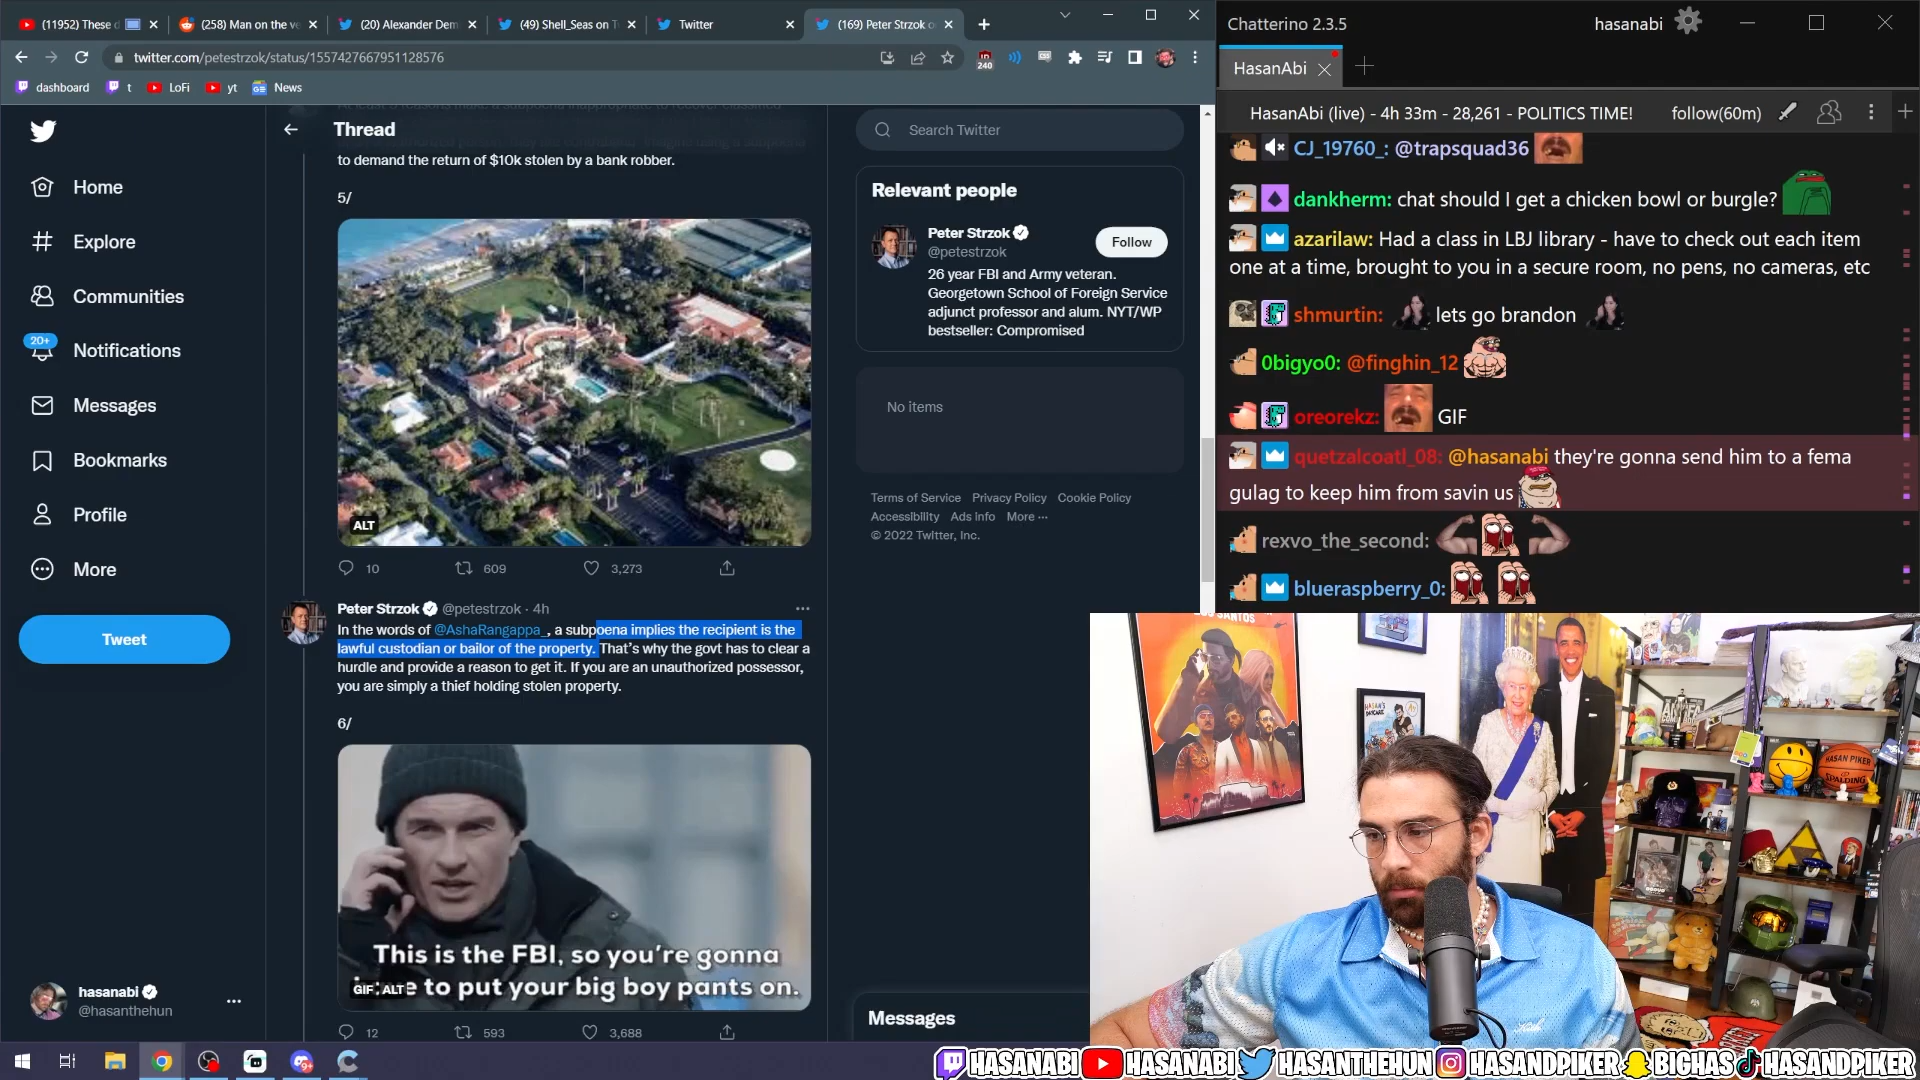 (11952) These d
(258) Man on the ve
(20) Alexander Dem
(49) Shell_Seas on T
Twitter
(169) Peter Strzok o
twitter.com/petestrzok/status/1557427667951128576
240
dashboard
t
LoFi
yt
News
Home
Explore
Communities
20+
Notifications
Messages
Bookmarks
Profile
More
Tweet
hasanabi
@hasanthehun
Thread
to demand the return of $10k stolen by a bank robber.
5/
ALT
10
609
3,273
Peter Strzok @petestrzok · 4h
In the words of @AshaRangappa_, a subpoena implies the recipient is the
lawful custodian or bailor of the property. That's why the govt has to clear a
hurdle and provide a reason to get it. If you are an unauthorized possessor,
you are simply a thief holding stolen property.
6/
This is the FBI, so you're gonna
e to put your big boy pants on.
GIF
ALT
12
593
3,688
Search Twitter
Relevant people
Peter Strzok
@petestrzok
Follow
26 year FBI and Army veteran.
Georgetown School of Foreign Service
adjunct professor and alum. NYT/WP
bestseller: Compromised
No items
Terms of Service Privacy Policy Cookie Policy
Accessibility Ads info More ···
© 2022 Twitter, Inc.
Messages
Chatterino 2.3.5
hasanabi
HasanAbi
HasanAbi (live) - 4h 33m - 28,261 - POLITICS TIME!
follow(60m)
CJ_19760_: @trapsquad36
dankherm: chat should I get a chicken bowl or burgle?
azarilaw: Had a class in LBJ library - have to check out each item
one at a time, brought to you in a secure room, no pens, no cameras, etc
shmurtin: lets go brandon
0bigyo0: @finghin_12
oreorekz: GIF
quetzalcoatl_08: @hasanabi they're gonna send him to a fema
gulag to keep him from savin us
rexvo_the_second:
blueraspberry_0:
HASAN PIKER
SPALDING
HASANABI
HASANABI
HASANTHEHUN
HASANDPIKER
BIGHAS
HASANDPIKER